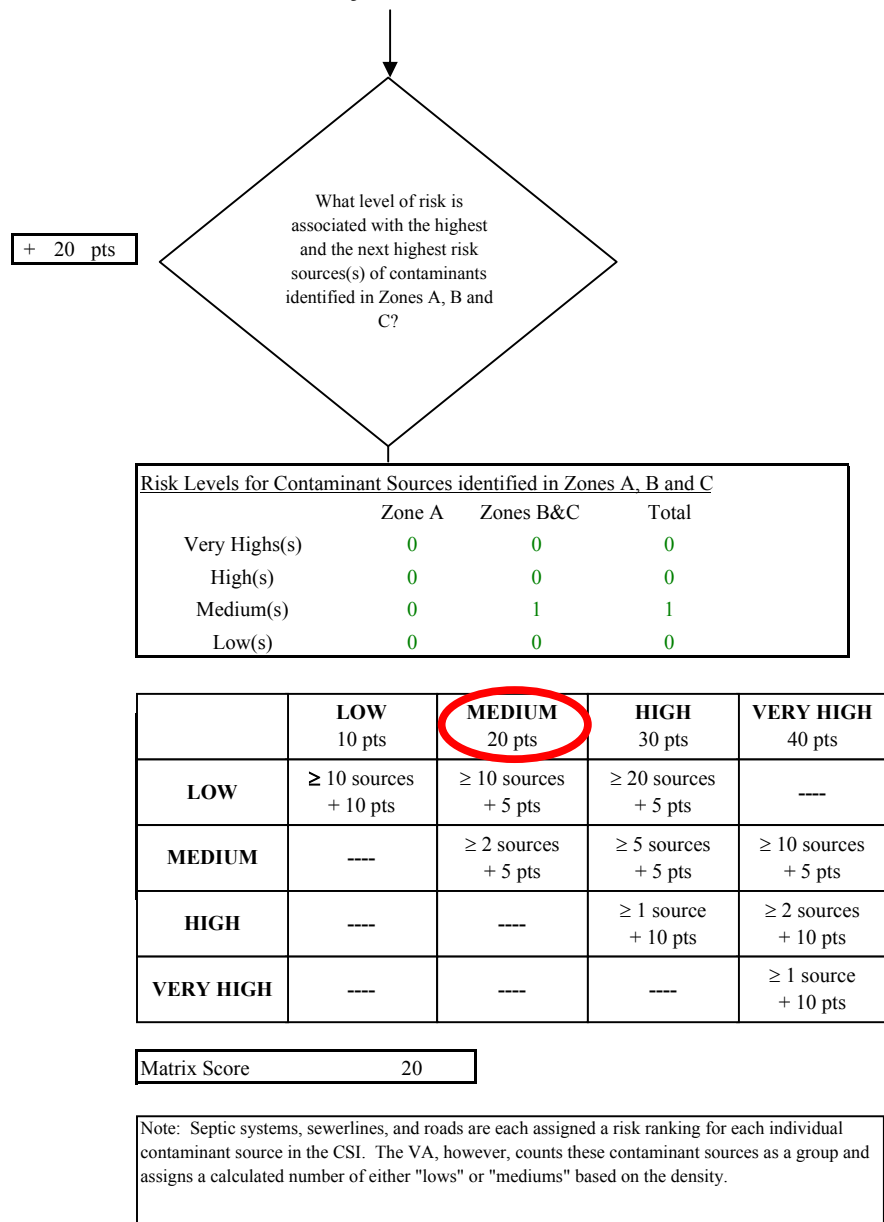 What level of risk is
associated with the highest
and the next highest risk
sources(s) of contaminants
identified in Zones A, B and
C?
+ 20 pts
Risk Levels for Contaminant Sources identified in Zones A, B and C
Zone A Zones B&C Total
Very Highs(s) 0 0 0
High(s) 0 0 0
Medium(s) 0 1 1
Low(s) 0 0 0
LOW MEDIUM HIGH VERY HIGH
10 pts 20 pts 30 pts 40 pts
LOW ≥ 10 sources ≥ 10 sources ≥ 20 sources ----
+ 10 pts + 5 pts + 5 pts
MEDIUM ---- ≥ 2 sources ≥ 5 sources ≥ 10 sources
+ 5 pts + 5 pts + 5 pts
HIGH ---- ---- ≥ 1 source ≥ 2 sources
+ 10 pts + 10 pts
VERY HIGH ---- ---- ---- ≥ 1 source
+ 10 pts
Matrix Score 20
Note: Septic systems, sewerlines, and roads are each assigned a risk ranking for each individual
contaminant source in the CSI. The VA, however, counts these contaminant sources as a group and
assigns a calculated number of either "lows" or "mediums" based on the density.